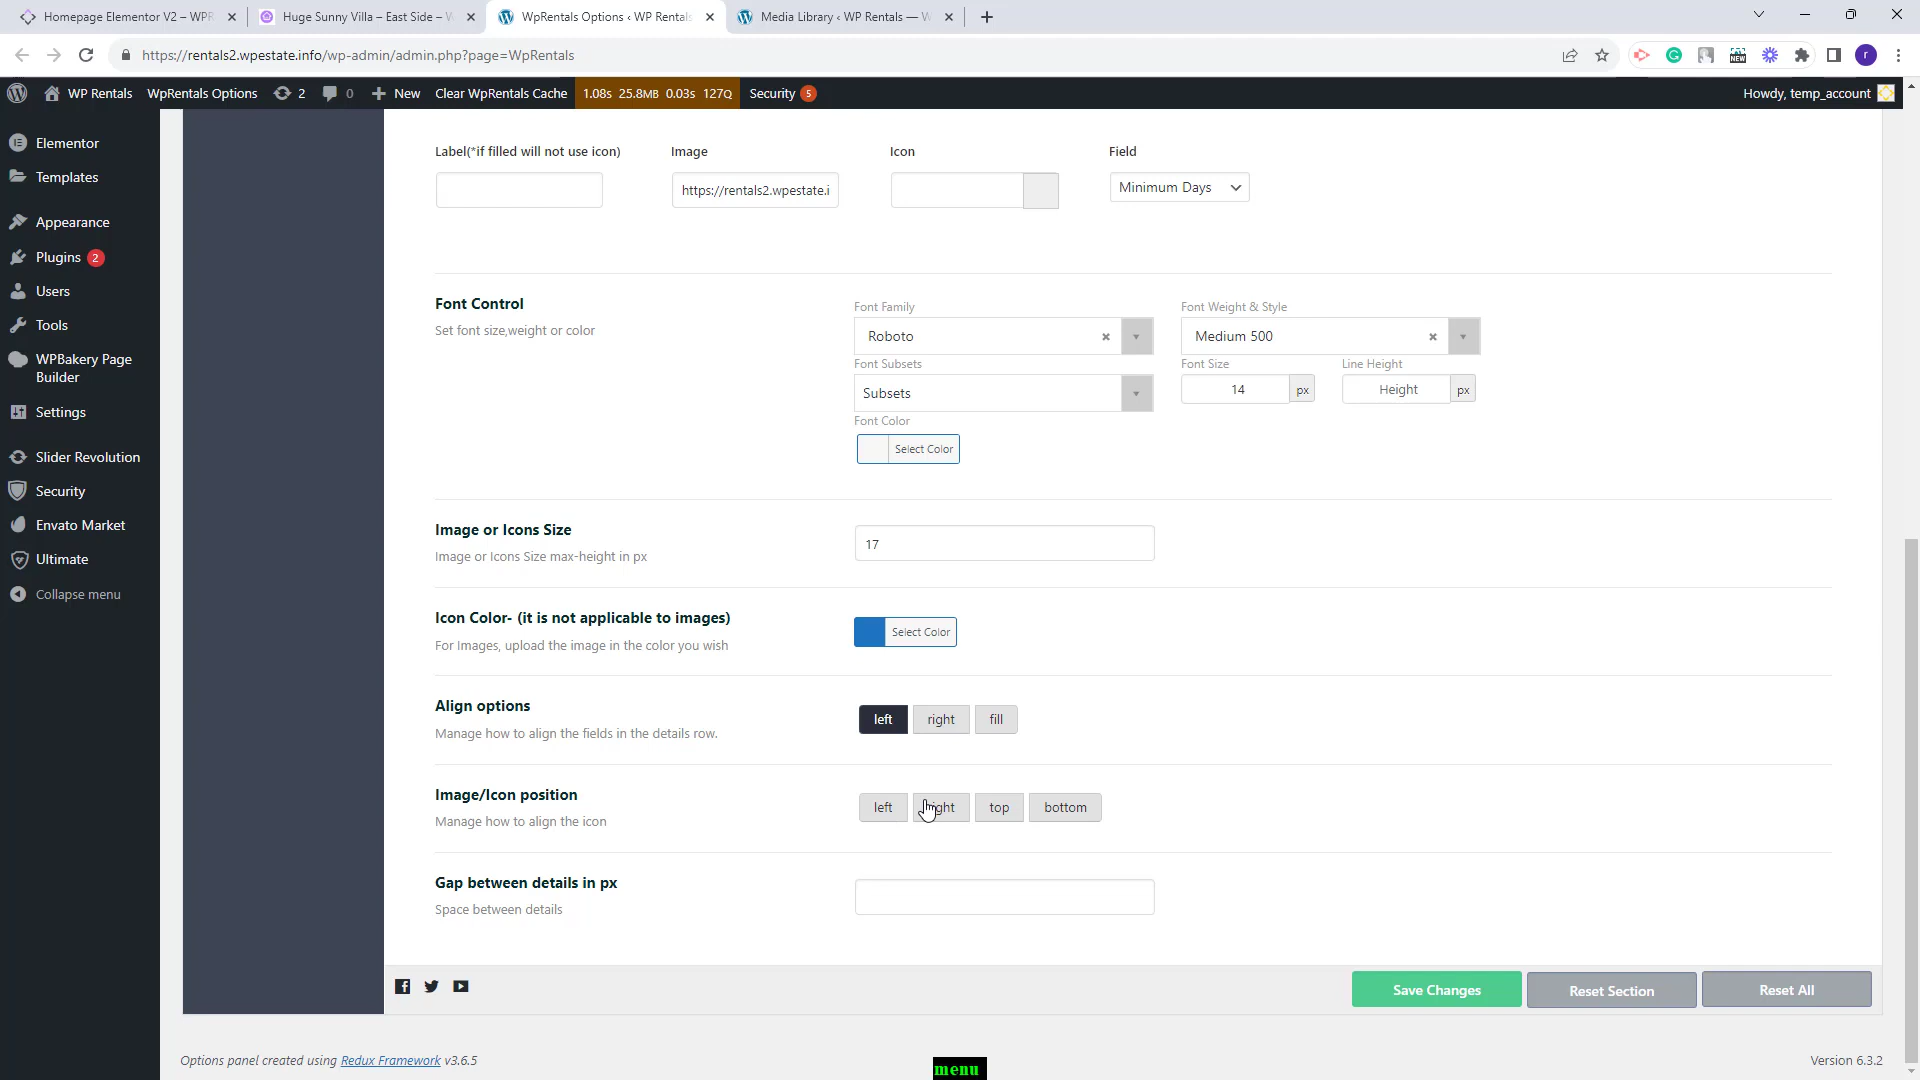 Homepage Elementor V2 – WPR
Huge Sunny Villa – East Side – W
WpRentals Options ‹ WP Rentals
Media Library ‹ WP Rentals — W
https://rentals2.wpestate.info/wp-admin/admin.php?page=WpRentals
r
WP Rentals
WpRentals Options
2
0
New
Clear WpRentals Cache
1.08s 25.8MB 0.03s 127Q
Security 5
Howdy, temp_account
Elementor
Templates
Appearance
Plugins 2
Users
Tools
WPBakery Page
Builder
Settings
Slider Revolution
Security
Envato Market
Ultimate
Collapse menu
Label(*if filled will not use icon)
Image
Icon
Field
https://rentals2.wpestate.i
Minimum Days
Font Control
Set font size,weight or color
Font Family
Roboto
Font Weight & Style
Medium 500
Font Subsets
Subsets
Font Size
14 px
Line Height
Height px
Font Color
Select Color
Image or Icons Size
Image or Icons Size max-height in px
17
Icon Color- (it is not applicable to images)
For Images, upload the image in the color you wish
Select Color
Align options
Manage how to align the fields in the details row.
left
right
fill
Image/Icon position
Manage how to align the icon
left
right
top
bottom
Gap between details in px
Space between details
Save Changes
Reset Section
Reset All
Options panel created using Redux Framework v3.6.5
menu
Version 6.3.2